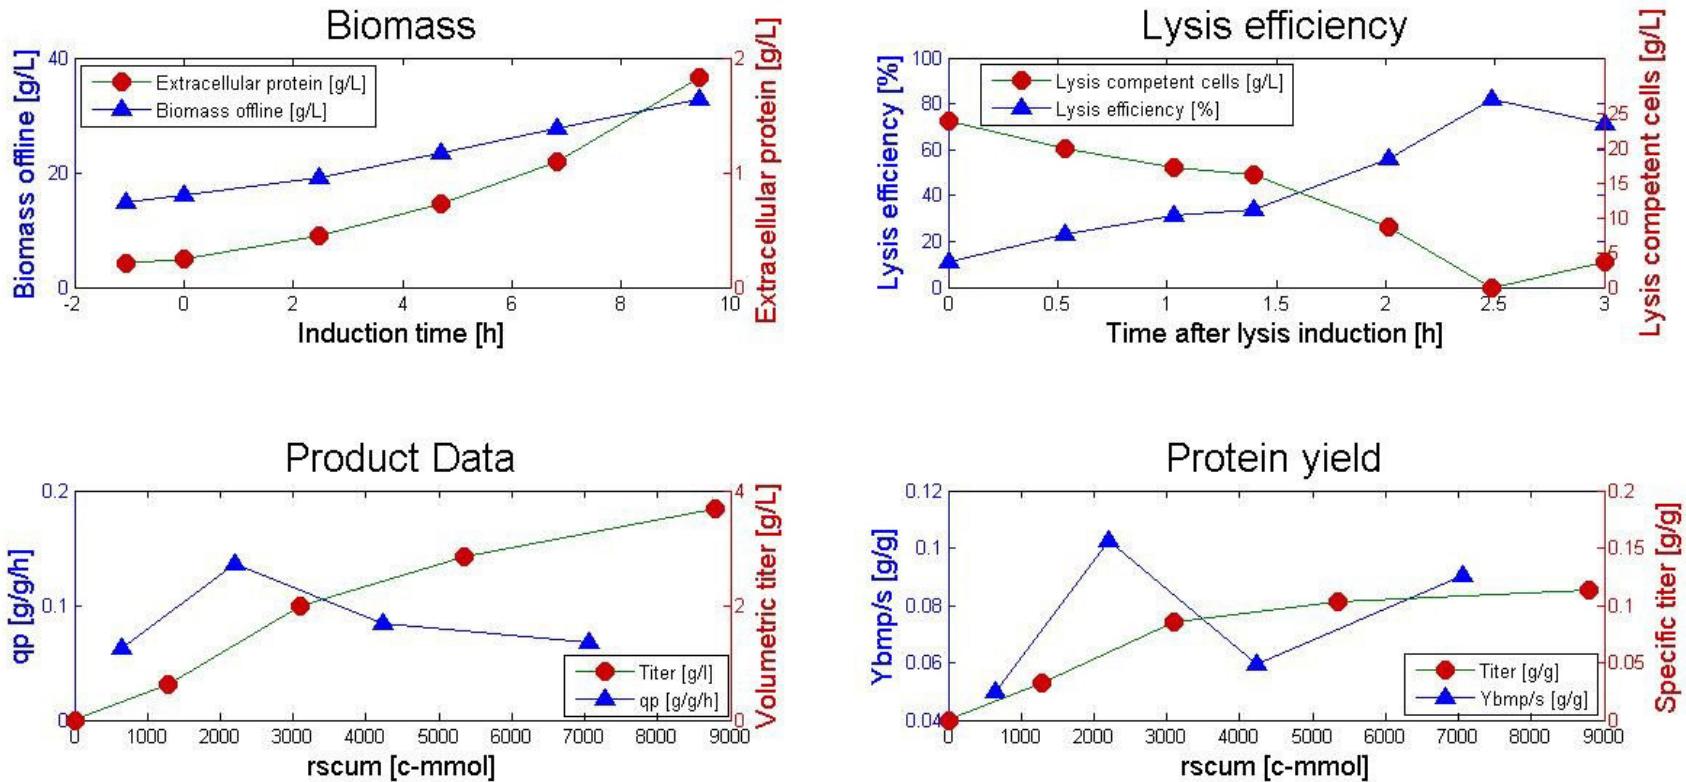 Biomass
Biomass offline [g/L]
40
20
0
Extracellular protein [g/L]
Biomass offline [g/L]
2
1
0
Extracellular protein [g/L]
-2 0 2 4 6 8 10
Induction time [h]
Lysis efficiency
Lysis efficiency [%]
100
80
60
40
20
0
Lysis competent cells [g/L]
Lysis efficiency [%]
25
20
15
10
5
0
Lysis competent cells [g/L]
0 0.5 1 1.5 2 2.5 3
Time after lysis induction [h]
Product Data
qp [g/g/h]
0.2
0.1
0
4
2
0
Volumetric titer [g/L]
Titer [g/l]
qp [g/g/h]
0 1000 2000 3000 4000 5000 6000 7000 8000 9000
rscum [c-mmol]
Protein yield
Ybmp/s [g/g]
0.12
0.1
0.08
0.06
0.04
0.2
0.15
0.1
0.05
0
Specific titer [g/g]
Titer [g/g]
Ybmp/s [g/g]
0 1000 2000 3000 4000 5000 6000 7000 8000 9000
rscum [c-mmol]